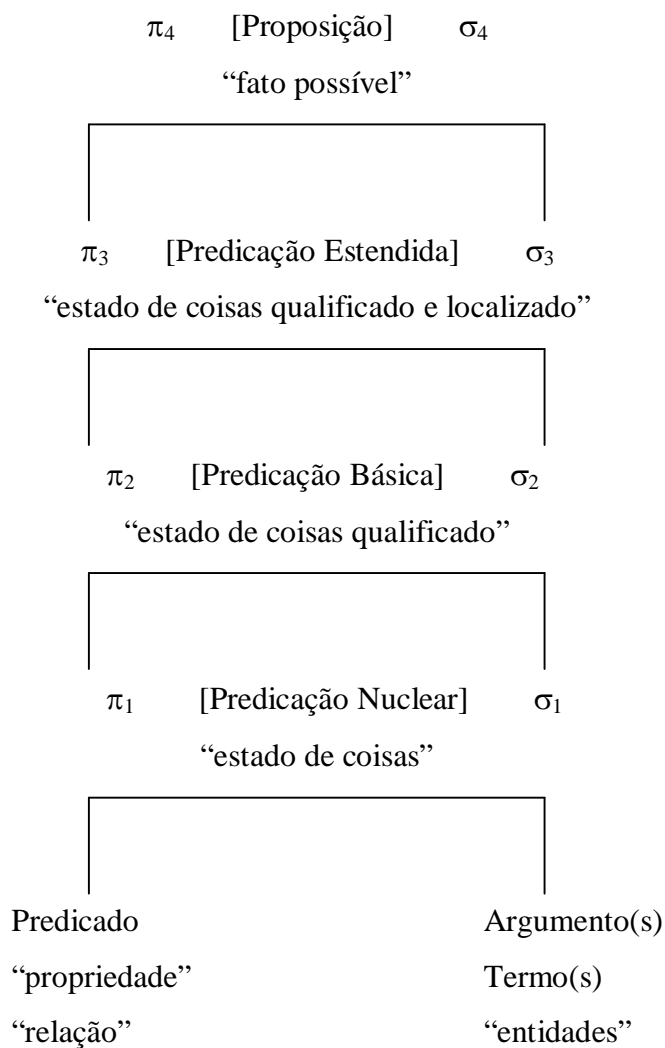 π₄ [Proposição] σ₄
“fato possível”
π₃ [Predicação Estendida] σ₃
“estado de coisas qualificado e localizado”
π₂ [Predicação Básica] σ₂
“estado de coisas qualificado”
π₁ [Predicação Nuclear] σ₁
“estado de coisas”
Predicado Argumento(s)
“propriedade” Termo(s)
“relação” “entidades”